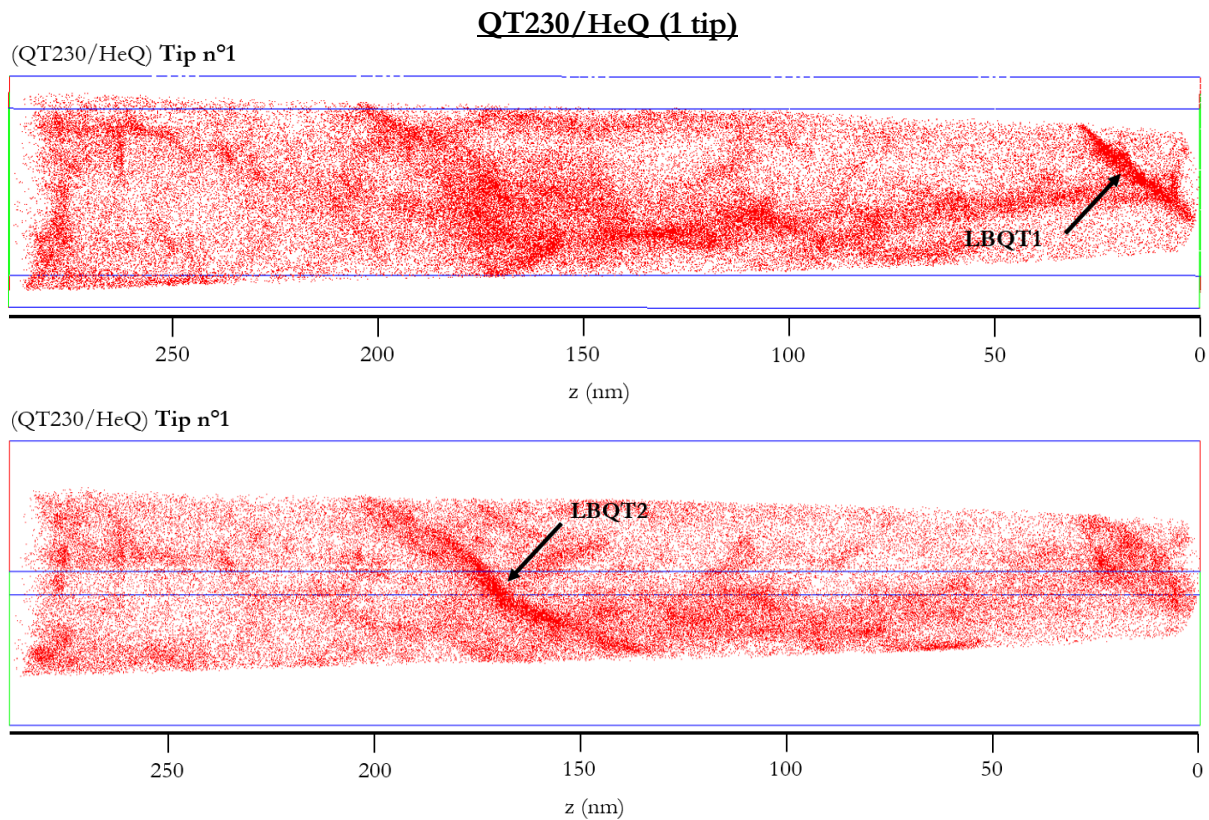 QT230/HeQ (1 tip)
(QT230/HeQ) Tip n°1
LBQT1
250 200 150 100 50 0
z (nm)
(QT230/HeQ) Tip n°1
LBQT2
250 200 150 100 50 0
z (nm)